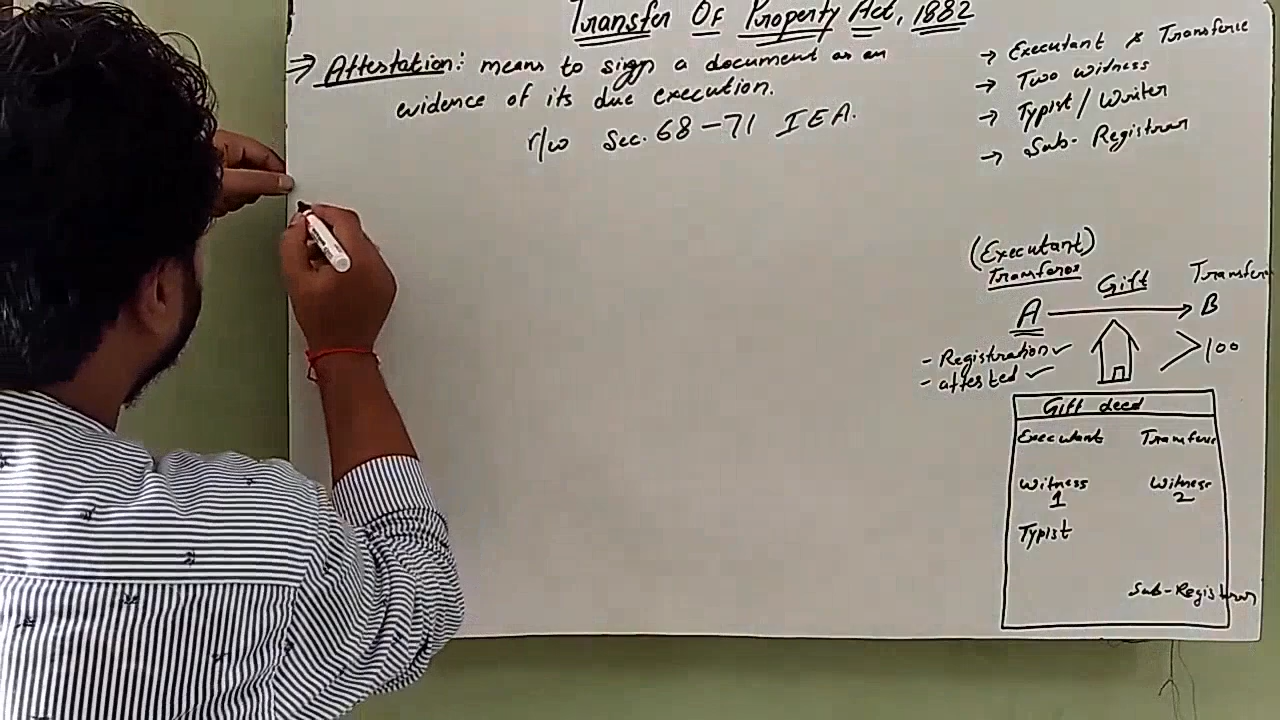 Transfer Of Property Act, 1882
→ Attestation: means to sign a document as an
evidence of its due execution.
r/w Sec. 68-71 IEA.
→ Executant & Transferee
→ Two witness
→ Typist / Writer
→ Sub-Registrar
(Executant)
Transferor
Gift
Transfere
A
B
- Registration ✓
- attested ✓
> 100
Gift deed
Executant Transferee
Witness Witness
1 2
Typist
Sub-Registrar